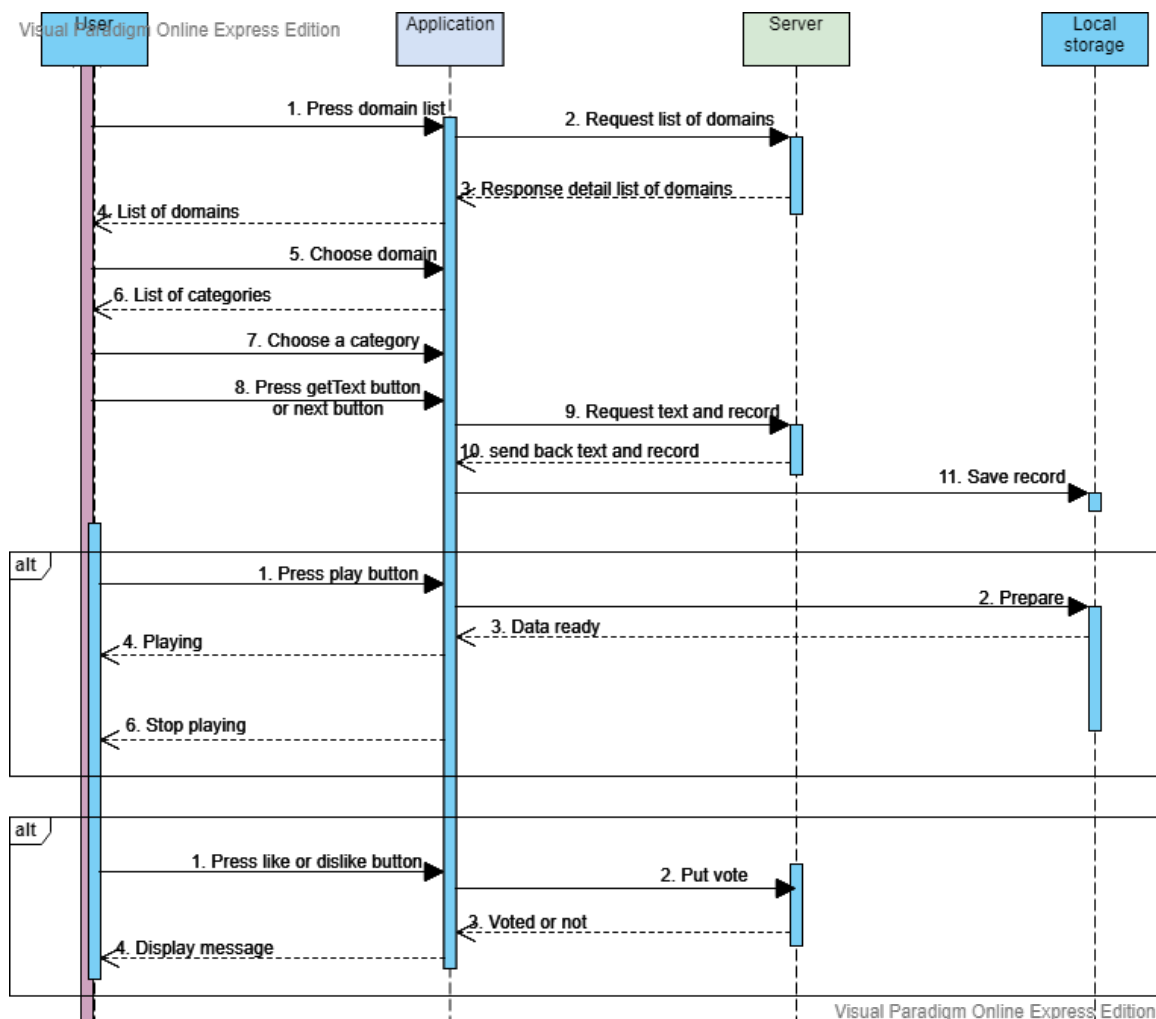 Visual Paradigm Online Express Edition
User
Application
Server
Local
storage
1. Press domain list
2. Request list of domains
3. Response detail list of domains
4. List of domains
5. Choose domain
6. List of categories
7. Choose a category
8. Press getText button
or next button
9. Request text and record
10. send back text and record
11. Save record
alt
1. Press play button
2. Prepare
3. Data ready
4. Playing
6. Stop playing
alt
1. Press like or dislike button
2. Put vote
3. Voted or not
4. Display message
Visual Paradigm Online Express Edition